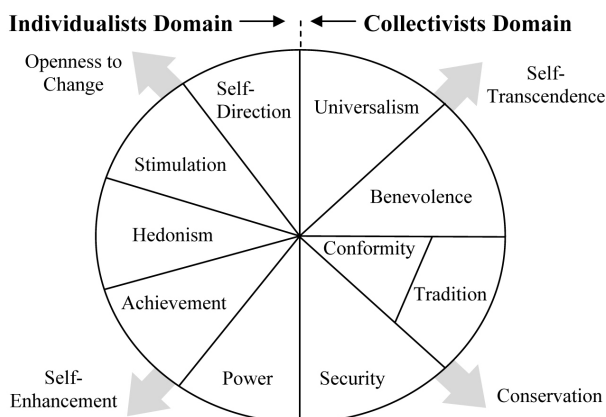 Individualists Domain
Collectivists Domain
Openness to
Change
Self-
Transcendence
Self-
Direction
Universalism
Stimulation
Benevolence
Hedonism
Conformity
Achievement
Tradition
Power
Security
Self-
Enhancement
Conservation